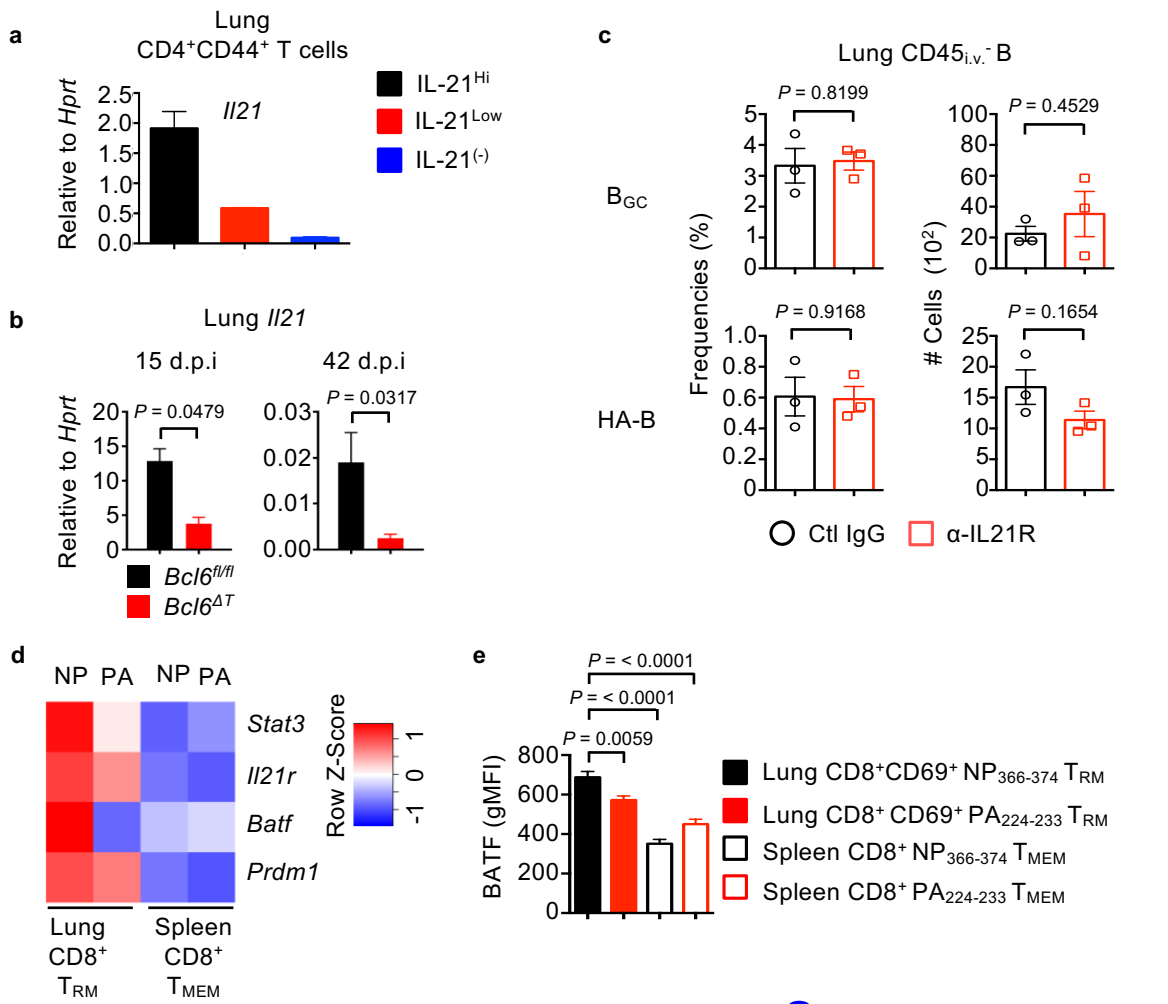 a
Lung
CD4⁺CD44⁺ T cells
Il21
Relative to Hprt
2.5
2.0
1.5
1.0
0.5
0.0
IL-21ᴴⁱ
IL-21ᴸᵒʷ
IL-21⁽⁻⁾
b
Lung Il21
15 d.p.i
42 d.p.i
Relative to Hprt
P = 0.0479
20
15
10
5
0
P = 0.0317
0.03
0.02
0.01
0.00
Bcl6ᶠˡ/ᶠˡ
Bcl6ᐃᵀ
c
Lung CD45i.v.⁻ B
BGC
HA-B
Frequencies (%)
# Cells (10²)
P = 0.8199
5
4
3
2
1
0
P = 0.4529
100
80
60
40
20
0
P = 0.9168
1.0
0.8
0.6
0.4
0.2
0
P = 0.1654
25
20
15
10
5
0
Ctl IgG
α-IL21R
d
NP PA NP PA
Stat3
Il21r
Batf
Prdm1
Row Z-Score
1
0
-1
Lung
CD8⁺
TRM
Spleen
CD8⁺
TMEM
e
P = < 0.0001
P = < 0.0001
P = 0.0059
BATF (gMFI)
800
600
400
200
0
Lung CD8⁺CD69⁺ NP₃₆₆₋₃₇₄ TRM
Lung CD8⁺ CD69⁺ PA₂₂₄₋₂₃₃ TRM
Spleen CD8⁺ NP₃₆₆₋₃₇₄ TMEM
Spleen CD8⁺ PA₂₂₄₋₂₃₃ TMEM